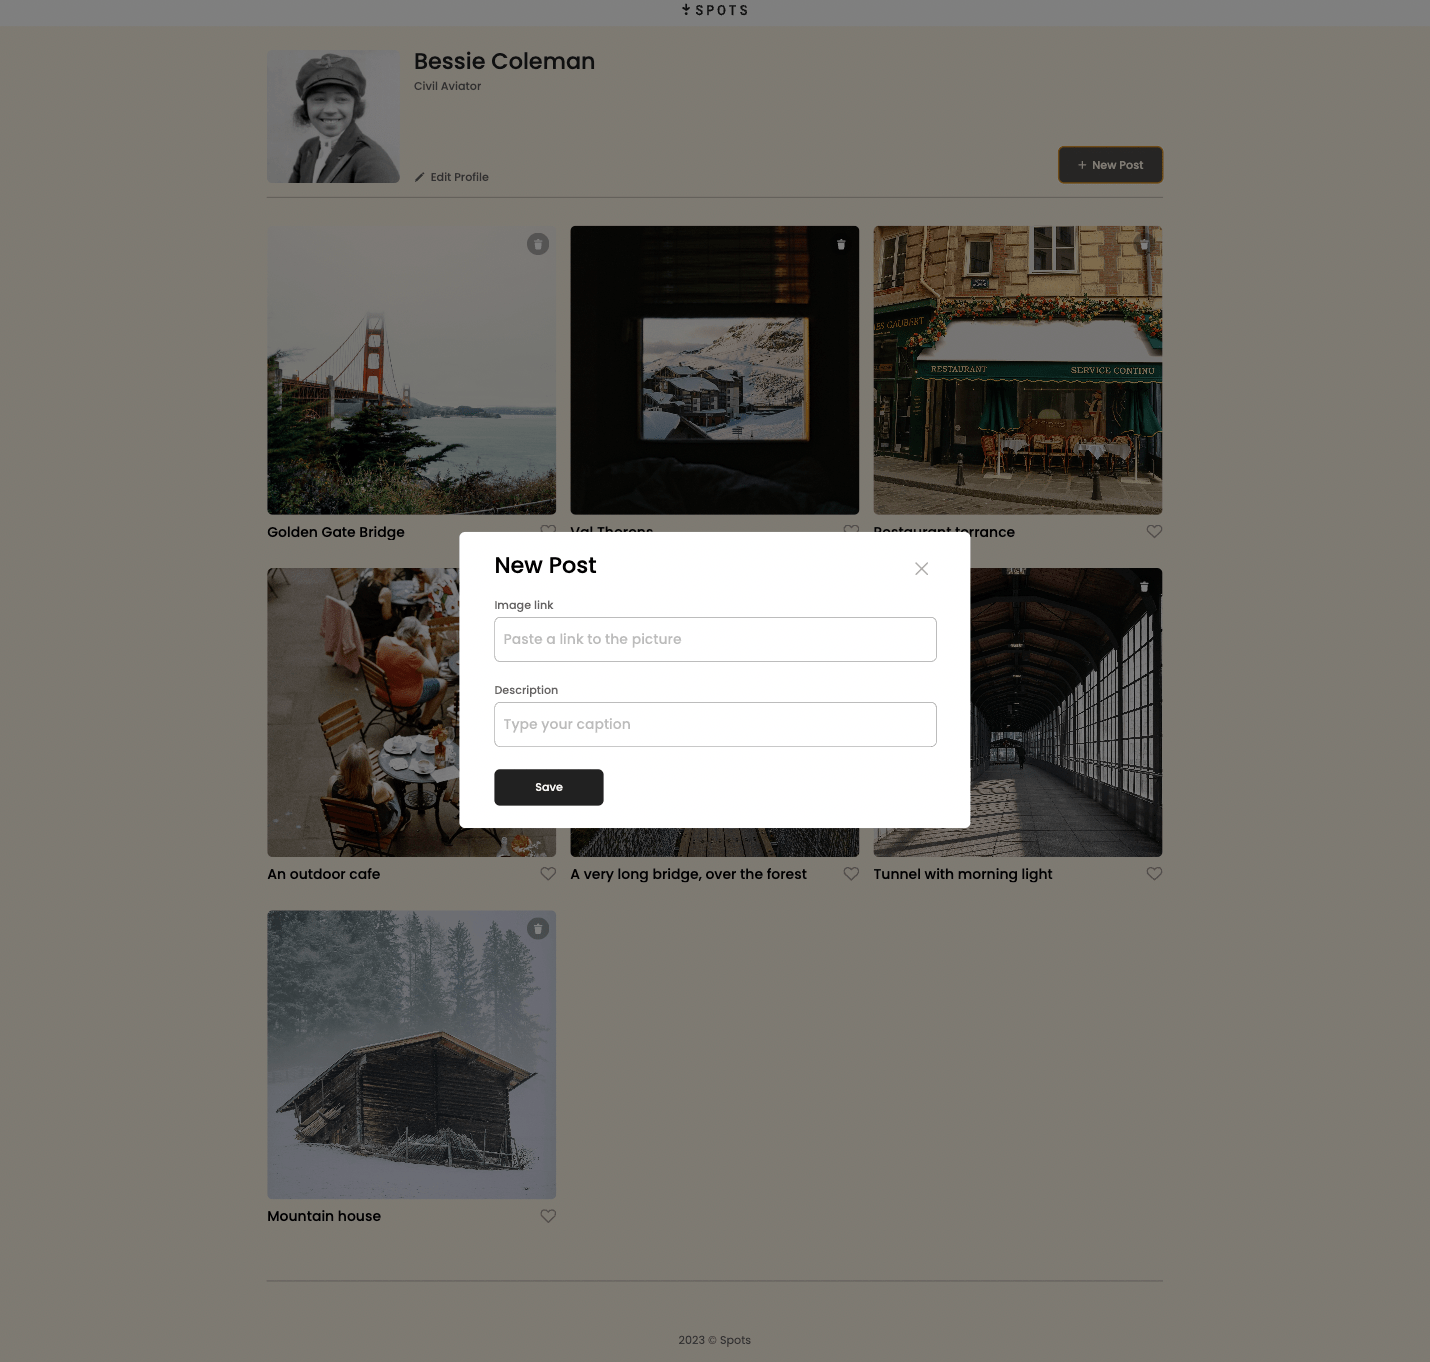 SPOTS
Bessie Coleman
Civil Aviator
Edit Profile
+ New Post
RESTAURANT
SERVICE CONTINU
Golden Gate Bridge
Val Thorens
Restaurant terrance
New Post
Image link
Paste a link to the picture
Description
Type your caption
Save
An outdoor cafe
A very long bridge, over the forest
Tunnel with morning light
Mountain house
2023 © Spots